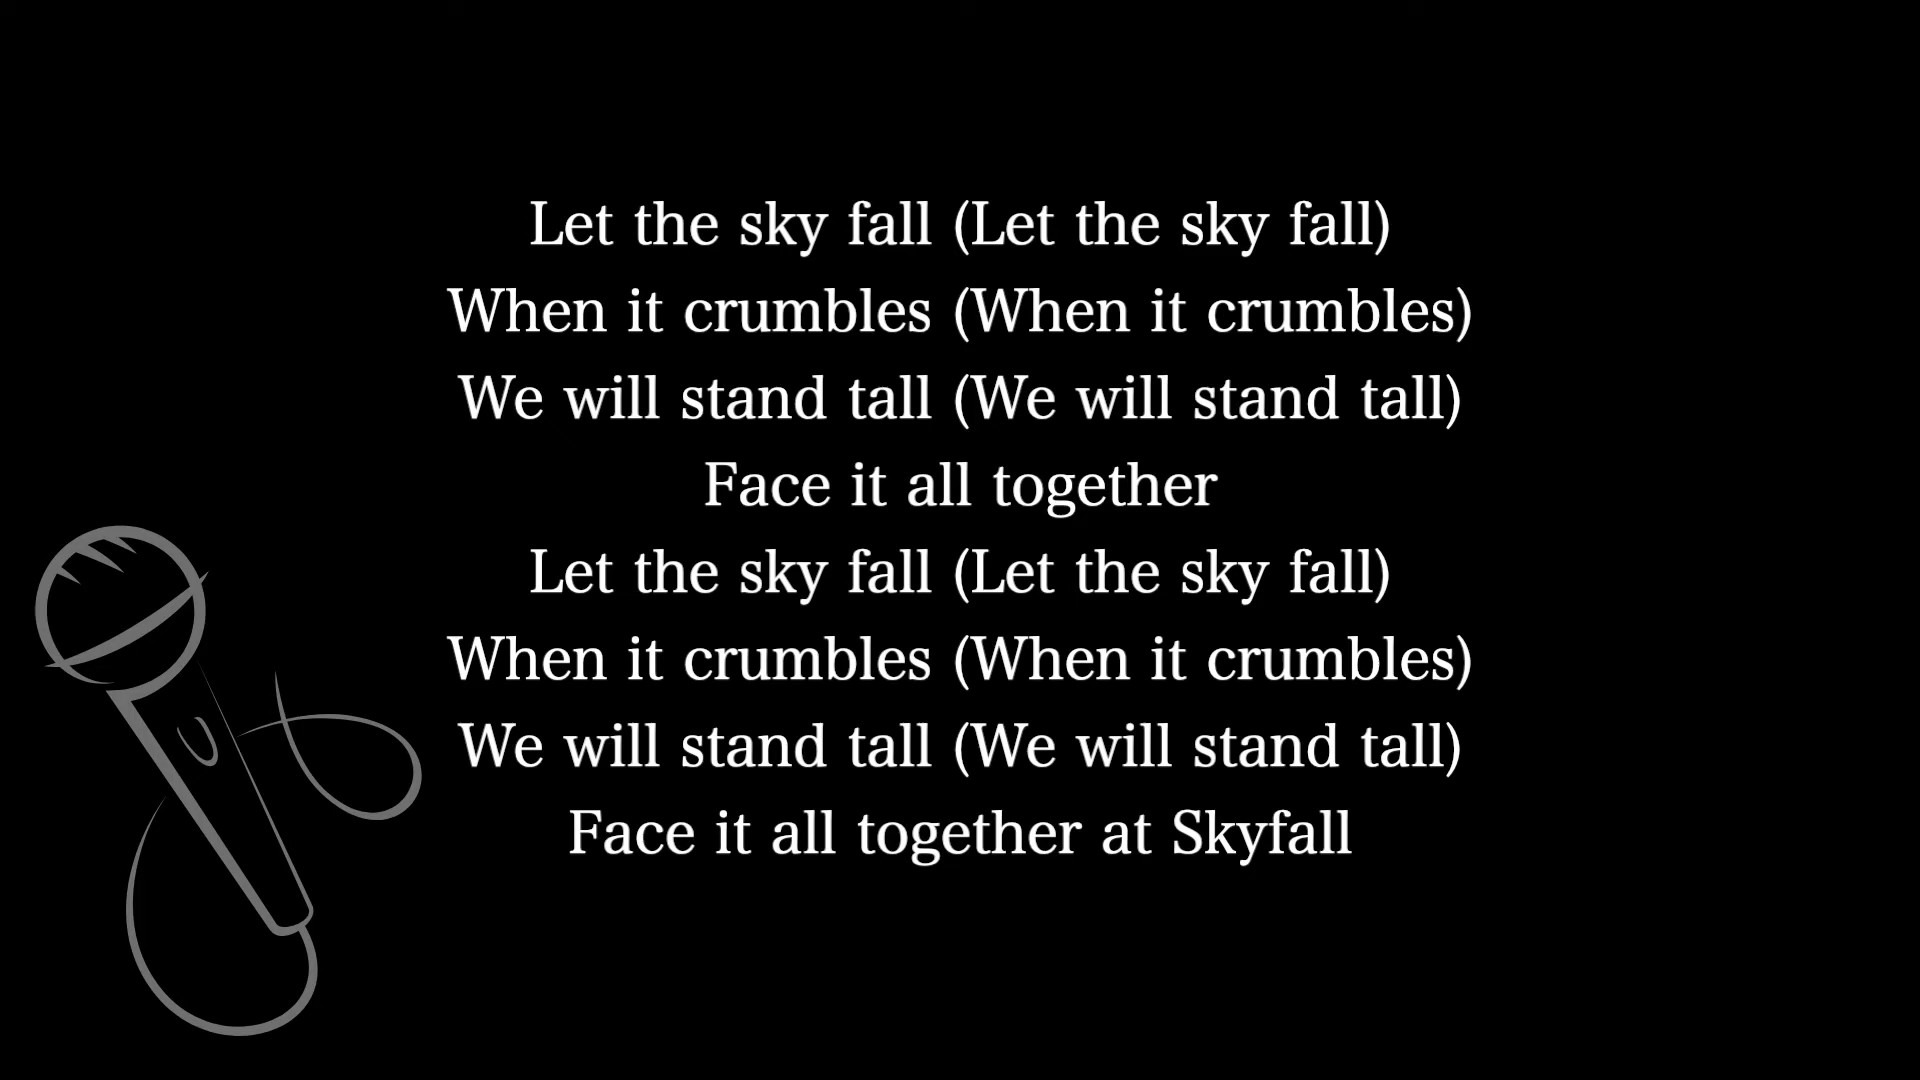 Let the sky fall (Let the sky fall)
When it crumbles (When it crumbles)
We will stand tall (We will stand tall)
Face it all together
Let the sky fall (Let the sky fall)
When it crumbles (When it crumbles)
We will stand tall (We will stand tall)
Face it all together at Skyfall